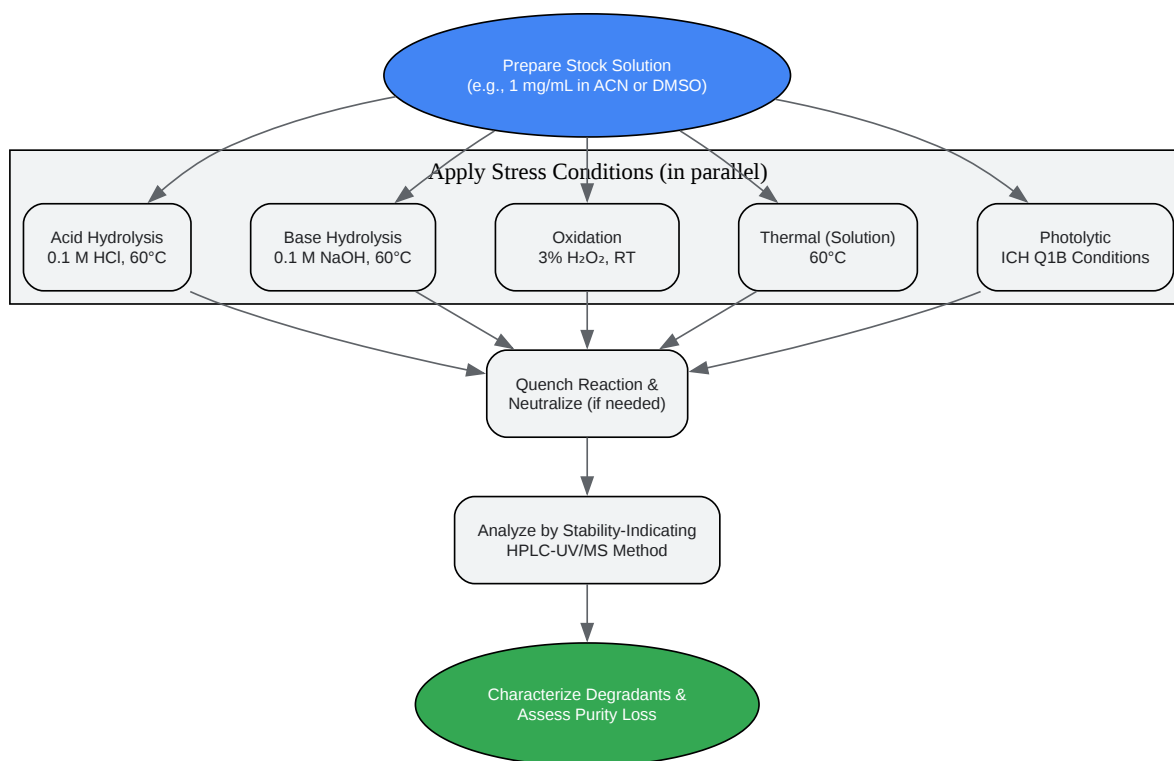 Prepare Stock Solution
(e.g., 1 mg/mL in ACN or DMSO)
Apply Stress Conditions (in parallel)
Acid Hydrolysis
0.1 M HCl, 60°C
Base Hydrolysis
0.1 M NaOH, 60°C
Oxidation
3% H₂O₂, RT
Thermal (Solution)
60°C
Photolytic
ICH Q1B Conditions
Quench Reaction &
Neutralize (if needed)
Analyze by Stability-Indicating
HPLC-UV/MS Method
Characterize Degradants &
Assess Purity Loss